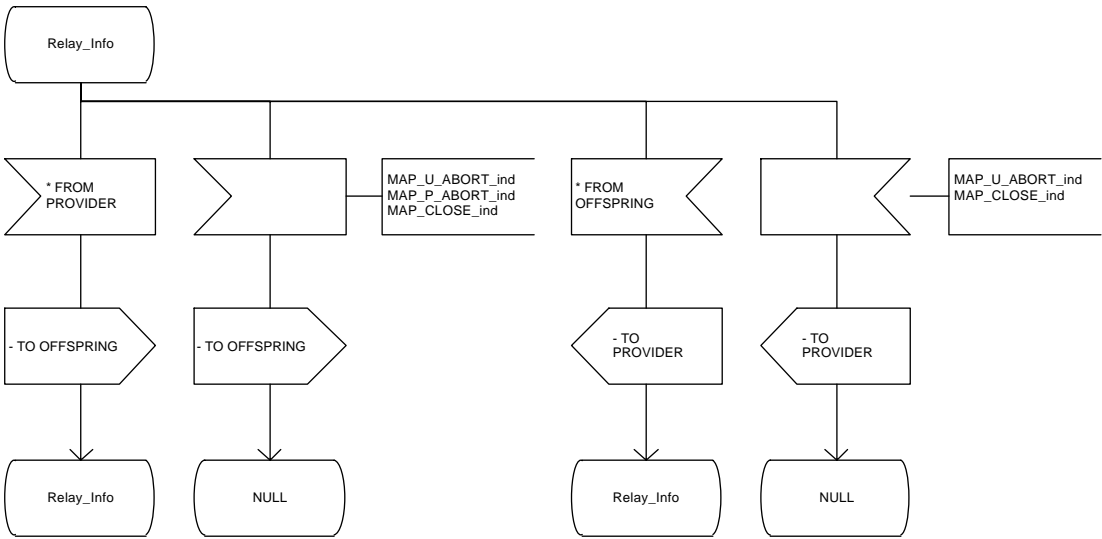 Relay_Info
* FROM
PROVIDER
MAP_U_ABORT_ind
MAP_P_ABORT_ind
MAP_CLOSE_ind
* FROM
OFFSPRING
MAP_U_ABORT_ind
MAP_CLOSE_ind
- TO OFFSPRING
- TO OFFSPRING
- TO
PROVIDER
- TO
PROVIDER
Relay_Info
NULL
Relay_Info
NULL